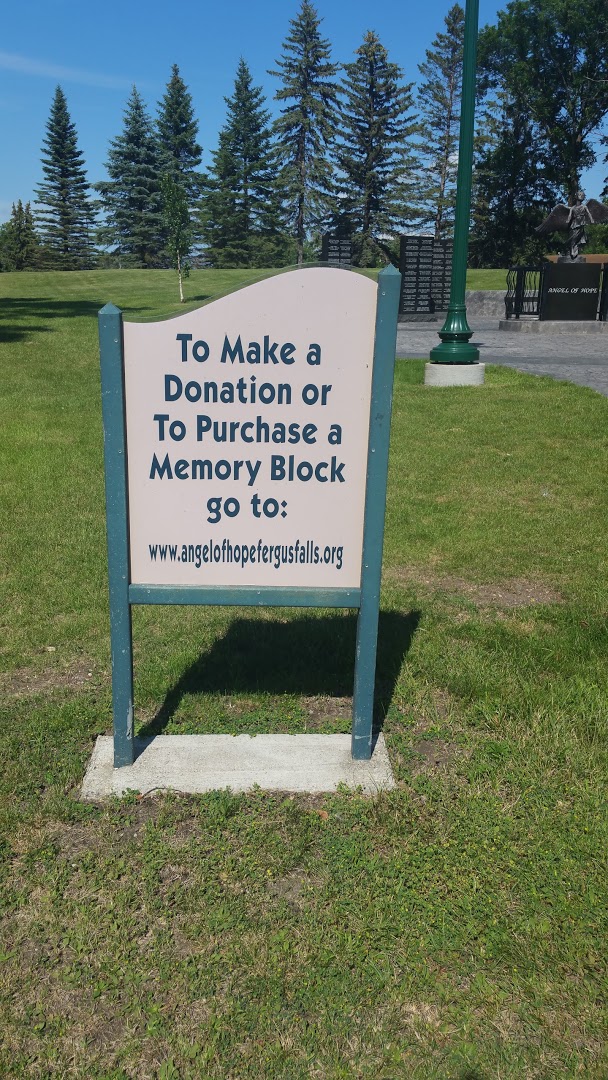 To Make a
Donation or
To Purchase a
Memory Block
go to:
www.angelofhopefergusfalls.org
ANGEL OF HOPE